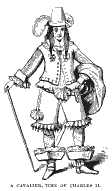 A CAVALIER, TIME OF CHARLES II.